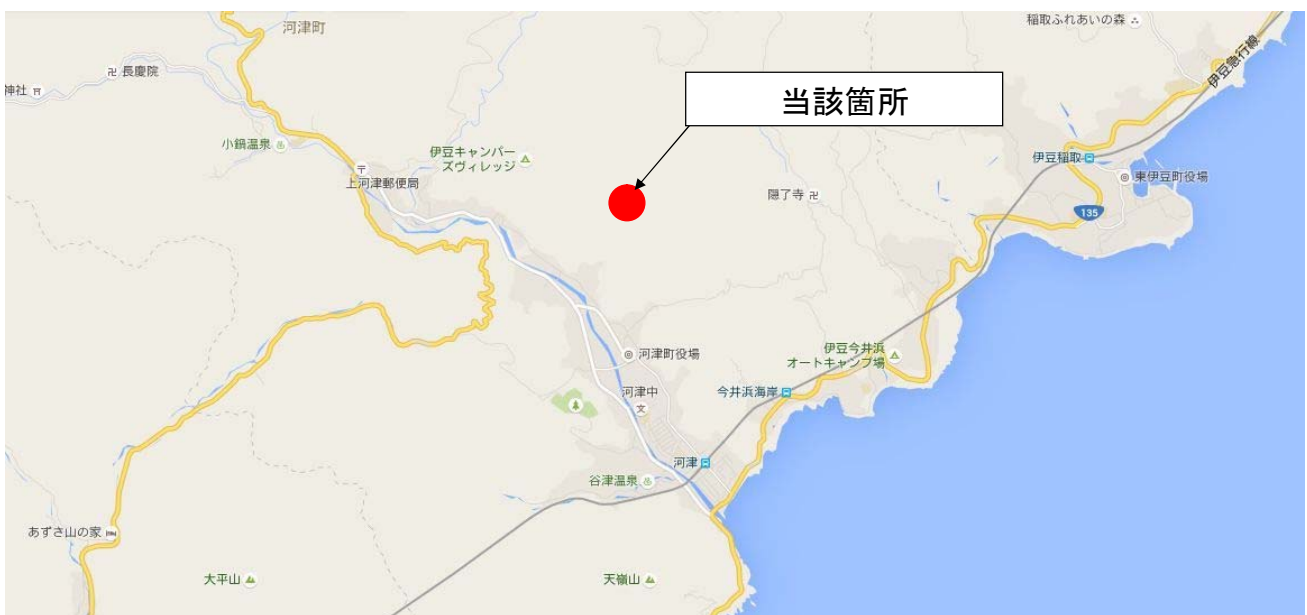 河津町
稲取ふれあいの森
伊豆急行線
卍 長慶院
神社
当該箇所
小鍋温泉
伊豆キャンパー
ズヴィレッジ
〒
上河津郵便局
伊豆稲取
東伊豆町役場
隠了寺 卍
135
河津町役場
伊豆今井浜
オートキャンプ場
河津中
文
今井浜海岸
河津
谷津温泉
あずさ山の家
大平山
天嶺山